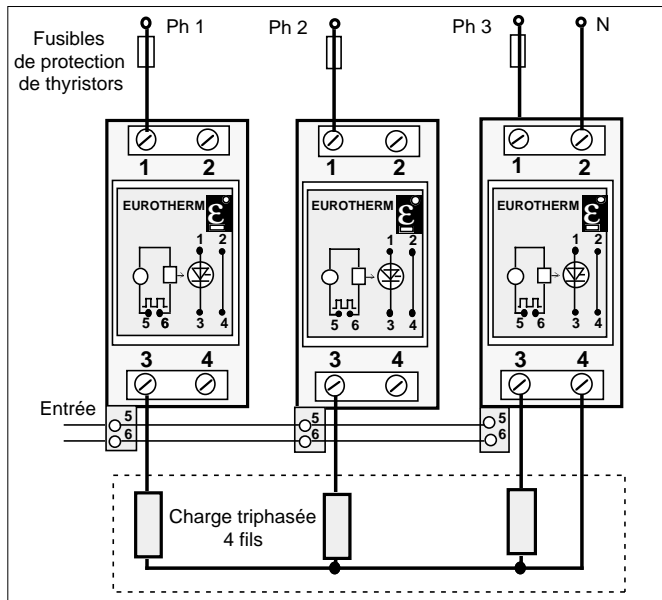 Ph 1
Ph 2
Ph 3
N
Fusibles
de protection
de thyristors
1 2
1 2
1 2
EUROTHERM ε
EUROTHERM ε
EUROTHERM ε
1 2
1 2
1 2
5 6 3 4
5 6 3 4
5 6 3 4
3 4
3 4
3 4
Entrée
5
6
5
6
5
6
Charge triphasée
4 fils